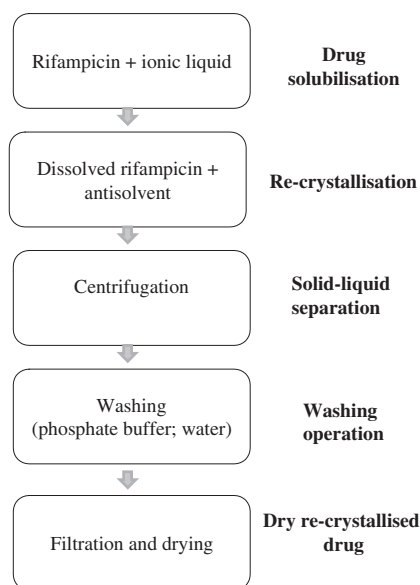 Rifampicin + ionic liquid
Drug
solubilisation
Dissolved rifampicin +
antisolvent
Re-crystallisation
Centrifugation
Solid-liquid
separation
Washing
(phosphate buffer; water)
Washing
operation
Filtration and drying
Dry re-crystallised
drug